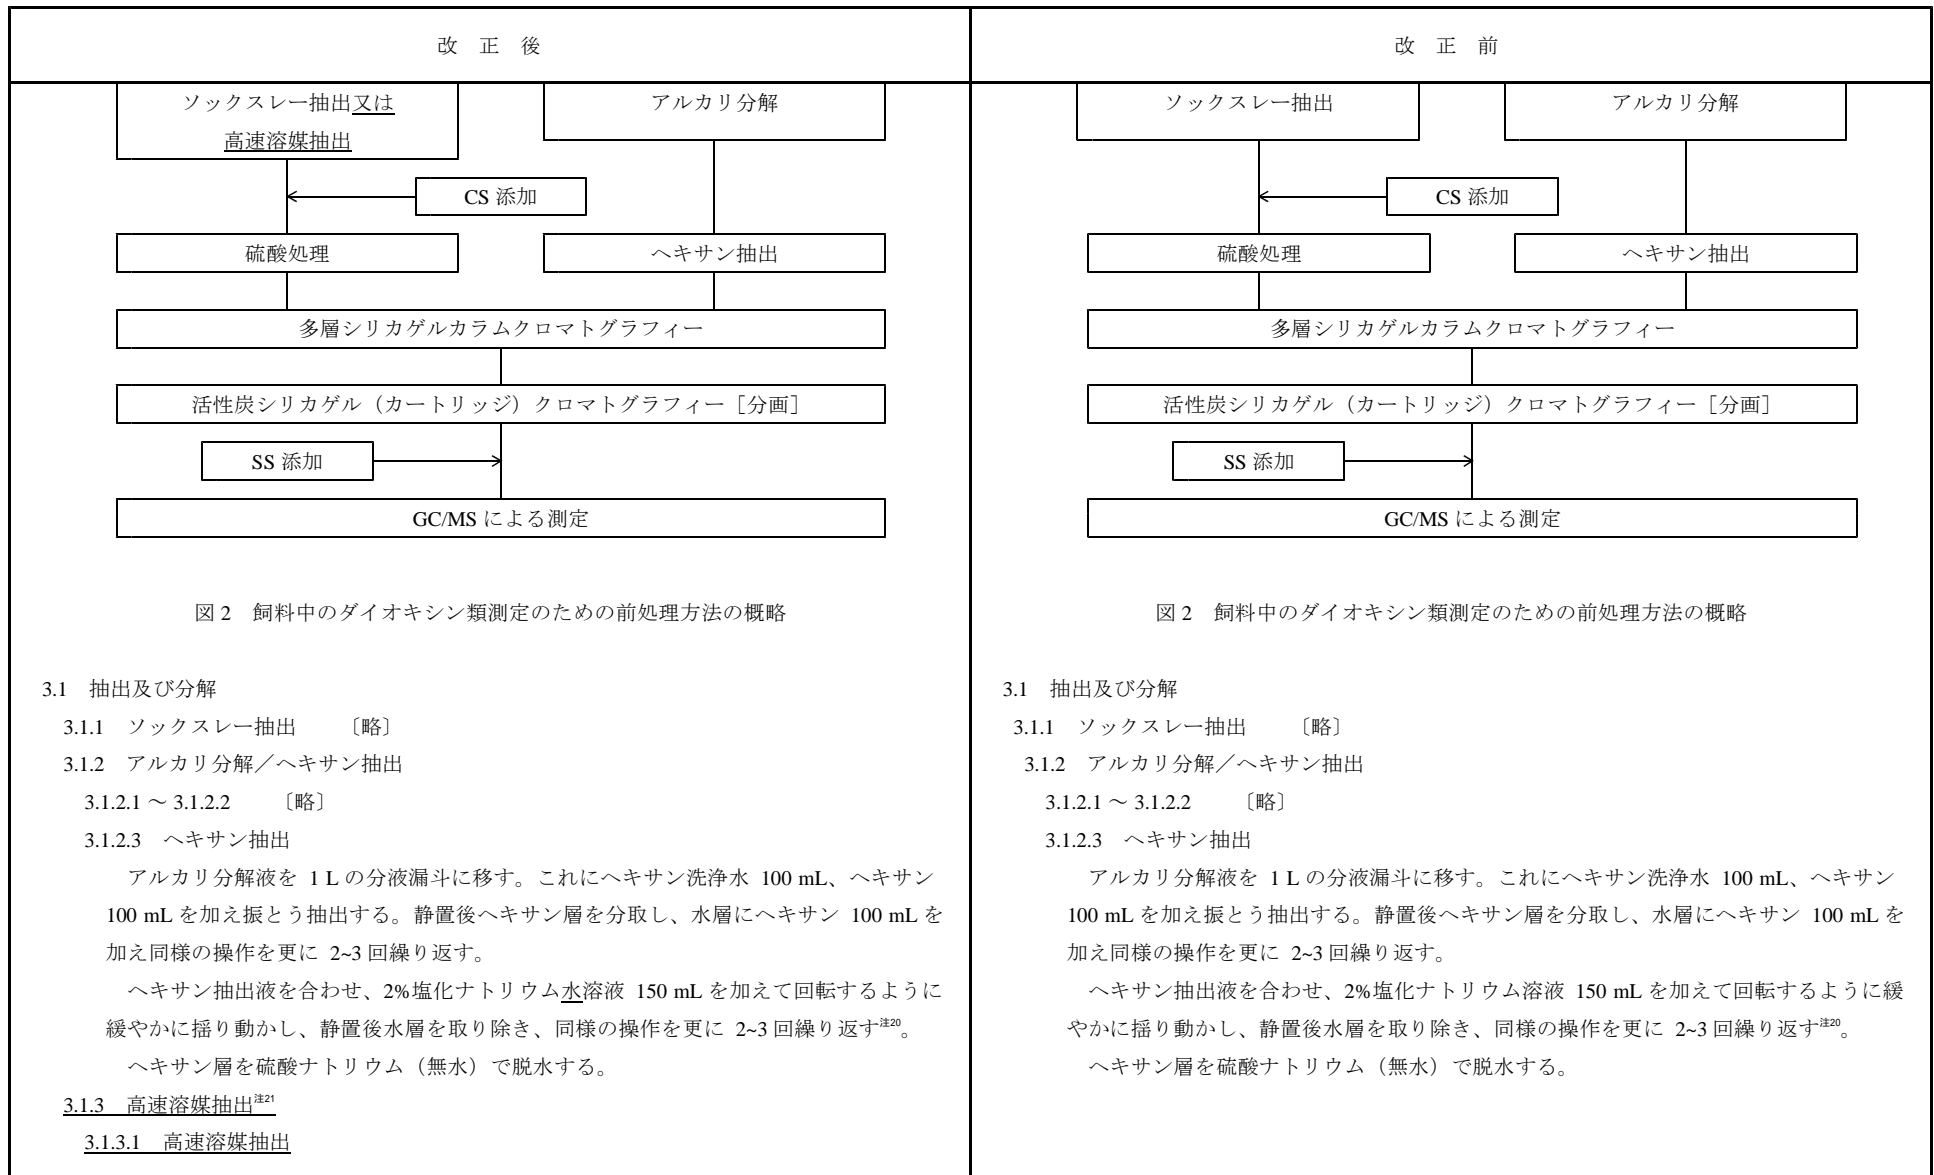 改 正 後
ソックスレー抽出又は
高速溶媒抽出
アルカリ分解
CS 添加
硫酸処理
ヘキサン抽出
多層シリカゲルカラムクロマトグラフィー
活性炭シリカゲル（カートリッジ）クロマトグラフィー［分画］
SS 添加
GC/MS による測定
図 2 飼料中のダイオキシン類測定のための前処理方法の概略
3.1 抽出及び分解
3.1.1 ソックスレー抽出 〔略〕
3.1.2 アルカリ分解／ヘキサン抽出
3.1.2.1 ～ 3.1.2.2 〔略〕
3.1.2.3 ヘキサン抽出
アルカリ分解液を 1 L の分液漏斗に移す。これにヘキサン洗浄水 100 mL、ヘキサン
100 mL を加え振とう抽出する。静置後ヘキサン層を分取し、水層にヘキサン 100 mL を
加え同様の操作を更に 2~3 回繰り返す。
ヘキサン抽出液を合わせ、2%塩化ナトリウム水溶液 150 mL を加えて回転するように
緩やかに揺り動かし、静置後水層を取り除き、同様の操作を更に 2~3 回繰り返す注20。
ヘキサン層を硫酸ナトリウム（無水）で脱水する。
3.1.3 高速溶媒抽出注21
3.1.3.1 高速溶媒抽出
改 正 前
ソックスレー抽出
アルカリ分解
CS 添加
硫酸処理
ヘキサン抽出
多層シリカゲルカラムクロマトグラフィー
活性炭シリカゲル（カートリッジ）クロマトグラフィー［分画］
SS 添加
GC/MS による測定
図 2 飼料中のダイオキシン類測定のための前処理方法の概略
3.1 抽出及び分解
3.1.1 ソックスレー抽出 〔略〕
3.1.2 アルカリ分解／ヘキサン抽出
3.1.2.1 ～ 3.1.2.2 〔略〕
3.1.2.3 ヘキサン抽出
アルカリ分解液を 1 L の分液漏斗に移す。これにヘキサン洗浄水 100 mL、ヘキサン
100 mL を加え振とう抽出する。静置後ヘキサン層を分取し、水層にヘキサン 100 mL を
加え同様の操作を更に 2~3 回繰り返す。
ヘキサン抽出液を合わせ、2%塩化ナトリウム溶液 150 mL を加えて回転するように緩
やかに揺り動かし、静置後水層を取り除き、同様の操作を更に 2~3 回繰り返す注20。
ヘキサン層を硫酸ナトリウム（無水）で脱水する。